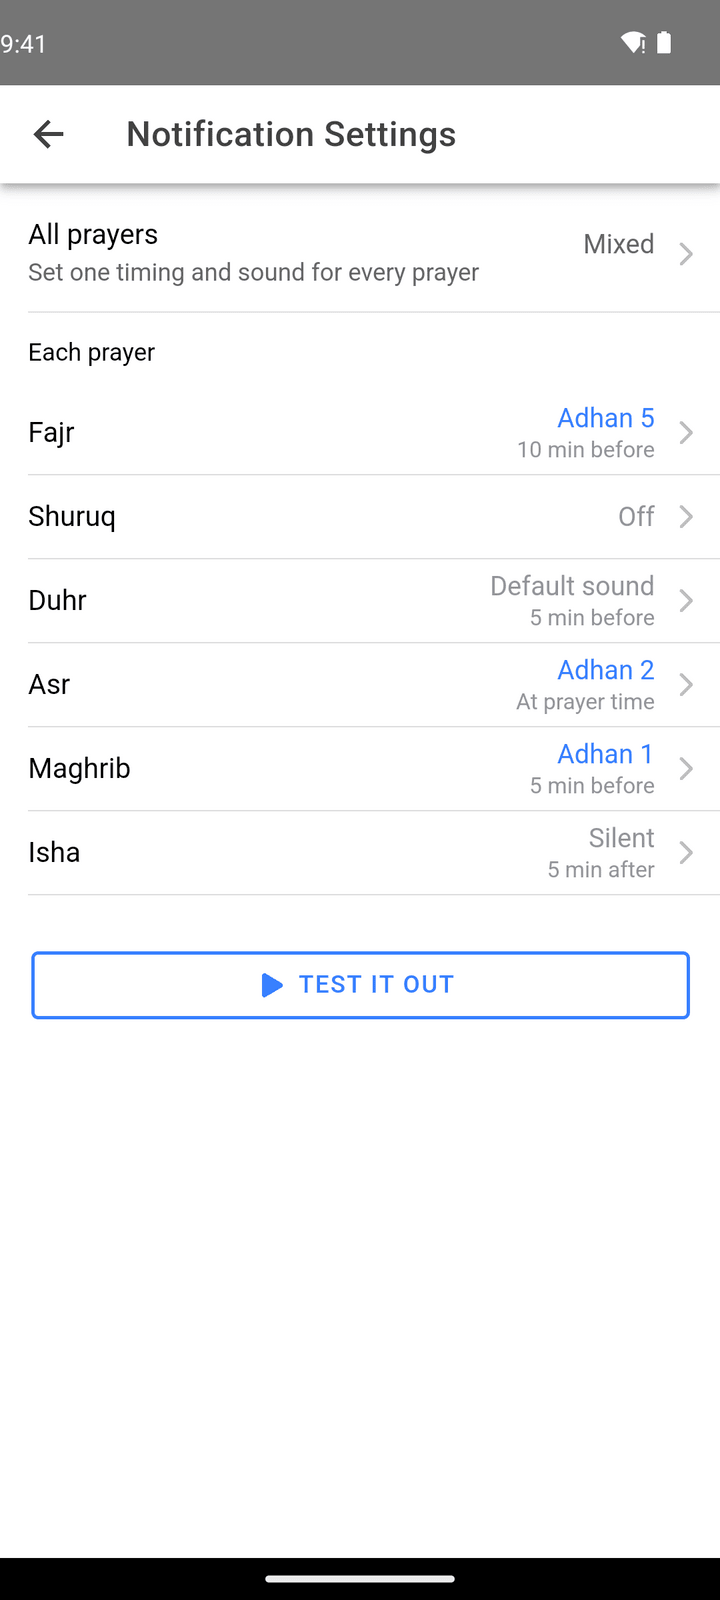 9:41
Notification Settings
All prayers
Mixed
Set one timing and sound for every prayer
Each prayer
Fajr
Adhan 5
10 min before
Shuruq
Off
Duhr
Default sound
5 min before
Asr
Adhan 2
At prayer time
Maghrib
Adhan 1
5 min before
Isha
Silent
5 min after
TEST IT OUT